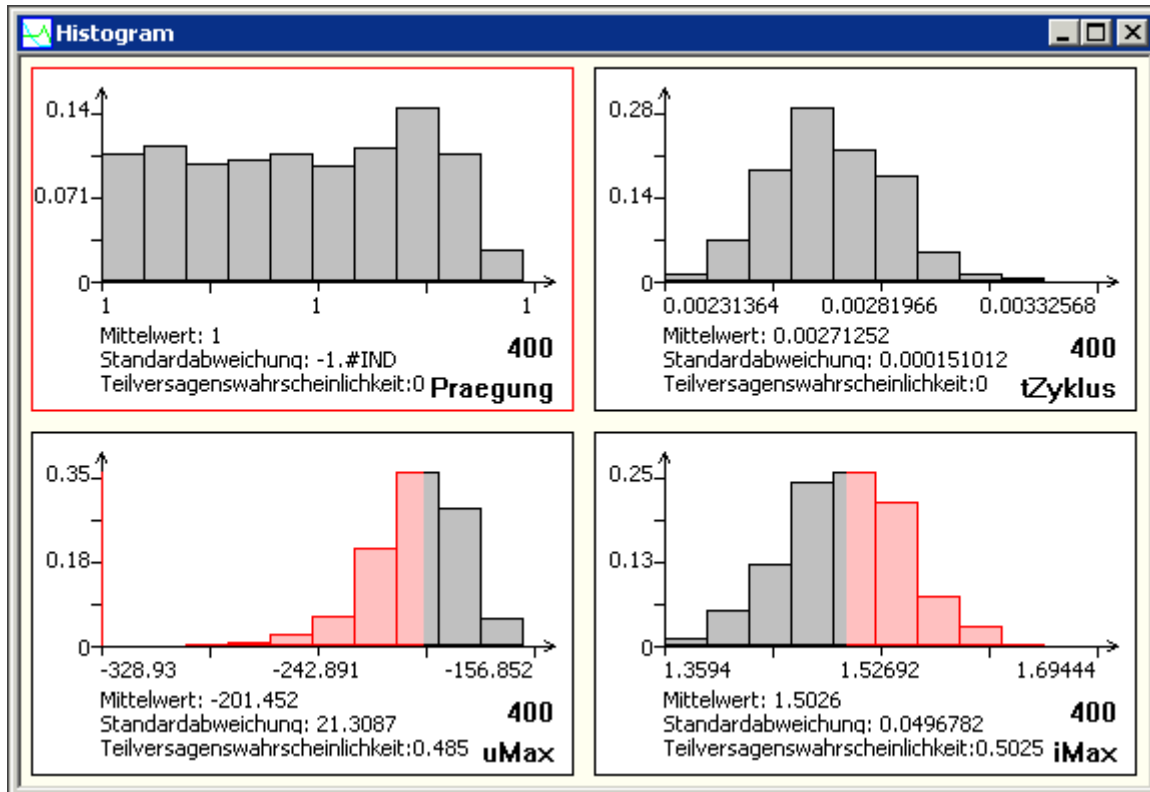 Histogram
0.14
0.071
0
1 1 1
Mittelwert: 1
Standardabweichung: -1.#IND
Teilversagenswahrscheinlichkeit:0
400
Praegung
0.28
0.14
0
0.00231364 0.00281966 0.00332568
Mittelwert: 0.00271252
Standardabweichung: 0.000151012
Teilversagenswahrscheinlichkeit:0
400
tZyklus
0.35
0.18
0
-328.93 -242.891 -156.852
Mittelwert: -201.452
Standardabweichung: 21.3087
Teilversagenswahrscheinlichkeit:0.485
400
uMax
0.25
0.13
0
1.3594 1.52692 1.69444
Mittelwert: 1.5026
Standardabweichung: 0.0496782
Teilversagenswahrscheinlichkeit:0.5025
400
iMax